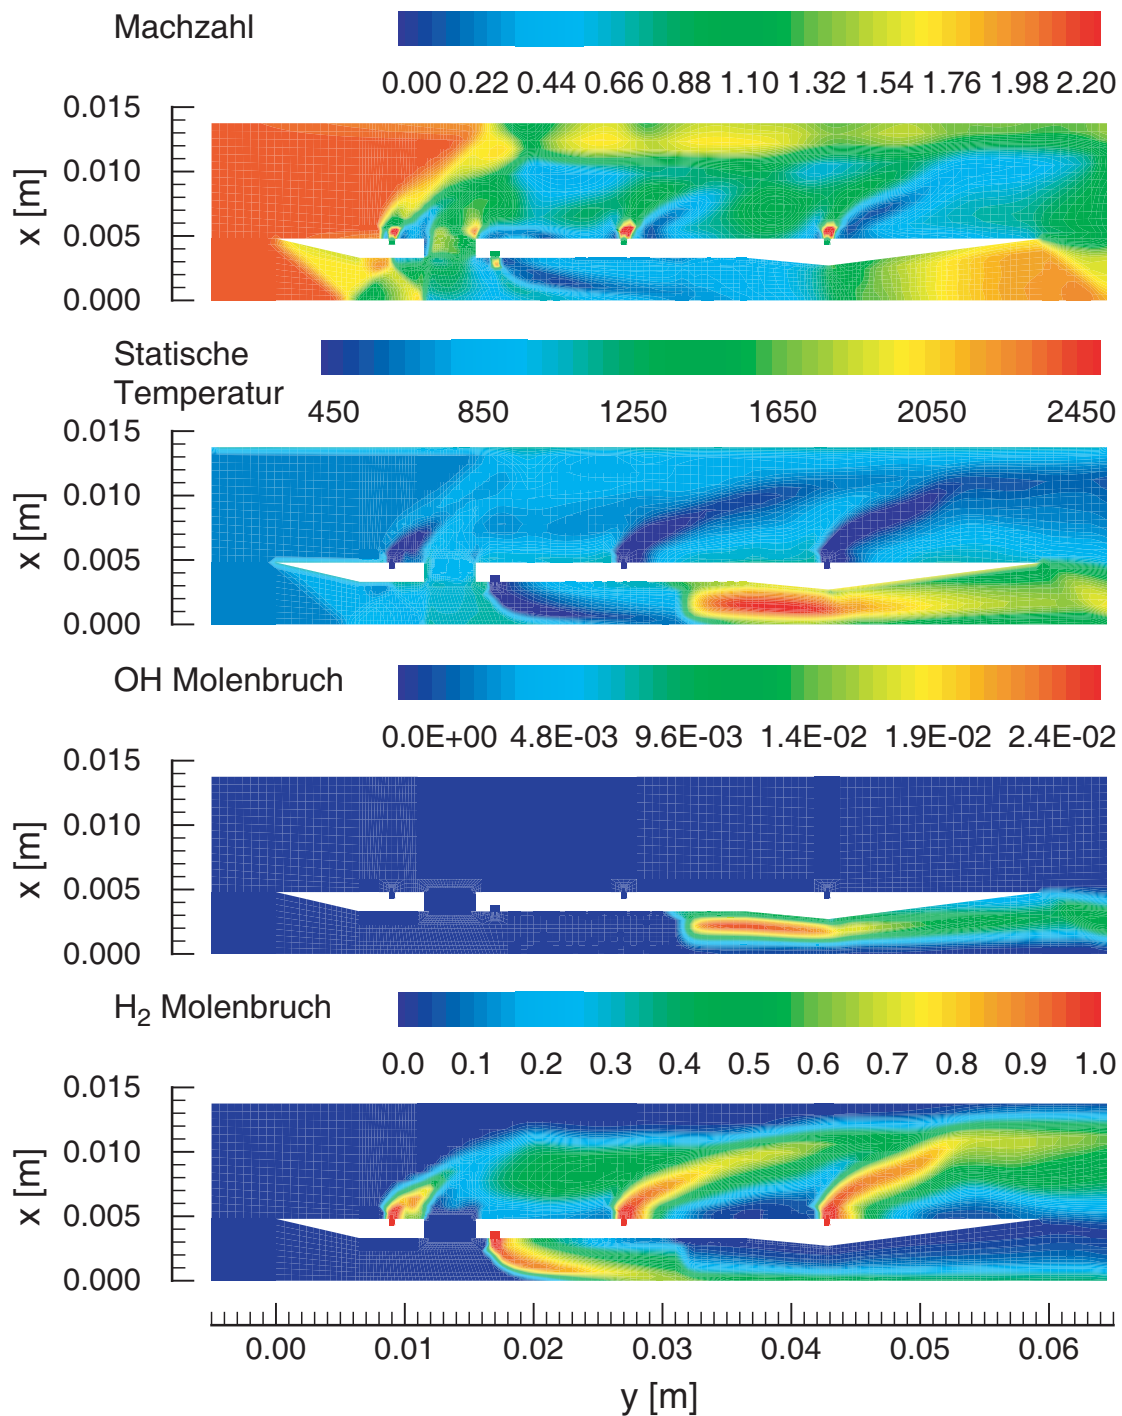 Machzahl
0.00 0.22 0.44 0.66 0.88 1.10 1.32 1.54 1.76 1.98 2.20
0.015
0.010
0.005
0.000
x [m]
Statische
Temperatur
450 850 1250 1650 2050 2450
0.015
0.010
0.005
0.000
x [m]
OH Molenbruch
0.0E+00 4.8E-03 9.6E-03 1.4E-02 1.9E-02 2.4E-02
0.015
0.010
0.005
0.000
x [m]
H₂ Molenbruch
0.0 0.1 0.2 0.3 0.4 0.5 0.6 0.7 0.8 0.9 1.0
0.015
0.010
0.005
0.000
x [m]
0.00 0.01 0.02 0.03 0.04 0.05 0.06
y [m]